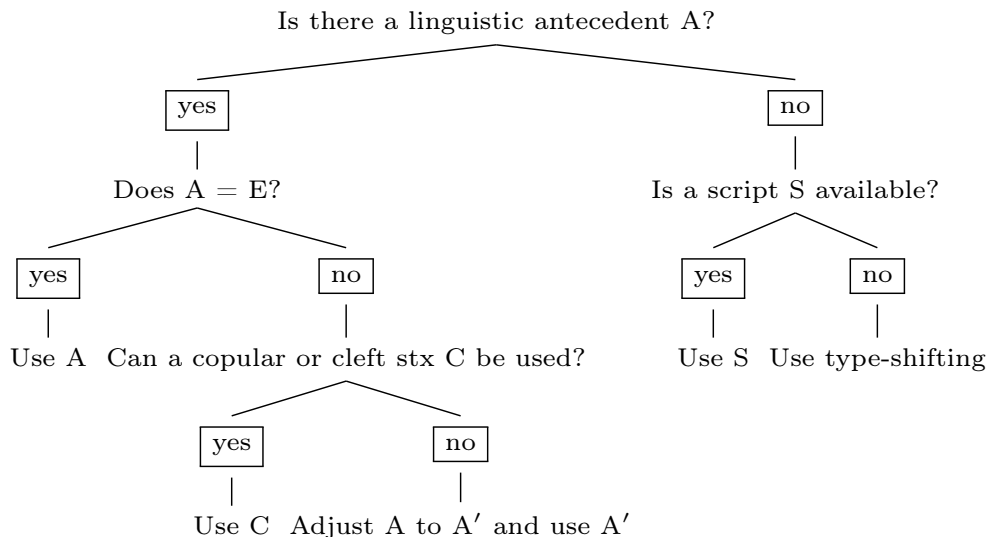 Is there a linguistic antecedent A?
yes
no
Does A = E?
Is a script S available?
yes
no
yes
no
Use A
Can a copular or cleft stx C be used?
Use S
Use type-shifting
yes
no
Use C
Adjust A to A′ and use A′